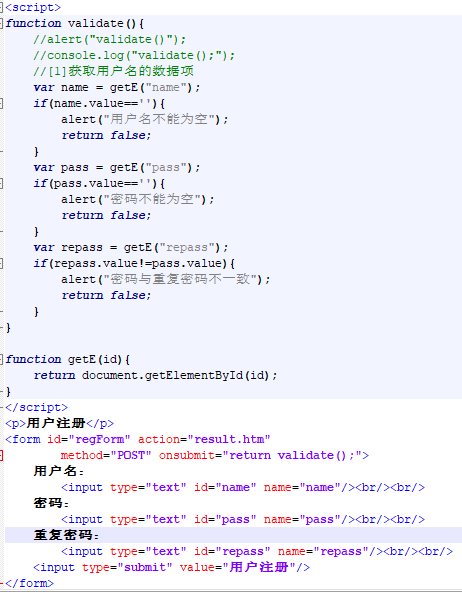 <script>
function validate(){
    //alert("validate()");
    //console.log("validate();");
    //[1]获取用户名的数据项
    var name = getE("name");
    if(name.value==''){
        alert("用户名不能为空");
        return false;
    }
    var pass = getE("pass");
    if(pass.value==''){
        alert("密码不能为空");
        return false;
    }
    var repass = getE("repass");
    if(repass.value!=pass.value){
        alert("密码与重复密码不一致");
        return false;
    }
}

function getE(id){
    return document.getElementById(id);
}
</script>
<p>用户注册</p>
<form id="regForm" action="result.htm"
        method="POST" onsubmit="return validate();">
    用户名：
        <input type="text" id="name" name="name"/><br/><br/>
    密码：
        <input type="text" id="pass" name="pass"/><br/><br/>
    重复密码：
        <input type="text" id="repass" name="repass"/><br/><br/>
    <input type="submit" value="用户注册"/>
</form>